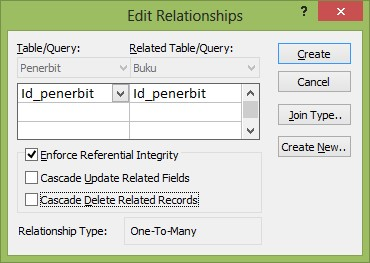 Edit Relationships
? ×
Table/Query: Related Table/Query:
Penerbit Buku
Id_penerbit Id_penerbit
Create
Cancel
Join Type..
Create New..
Enforce Referential Integrity
Cascade Update Related Fields
Cascade Delete Related Records
Relationship Type: One-To-Many